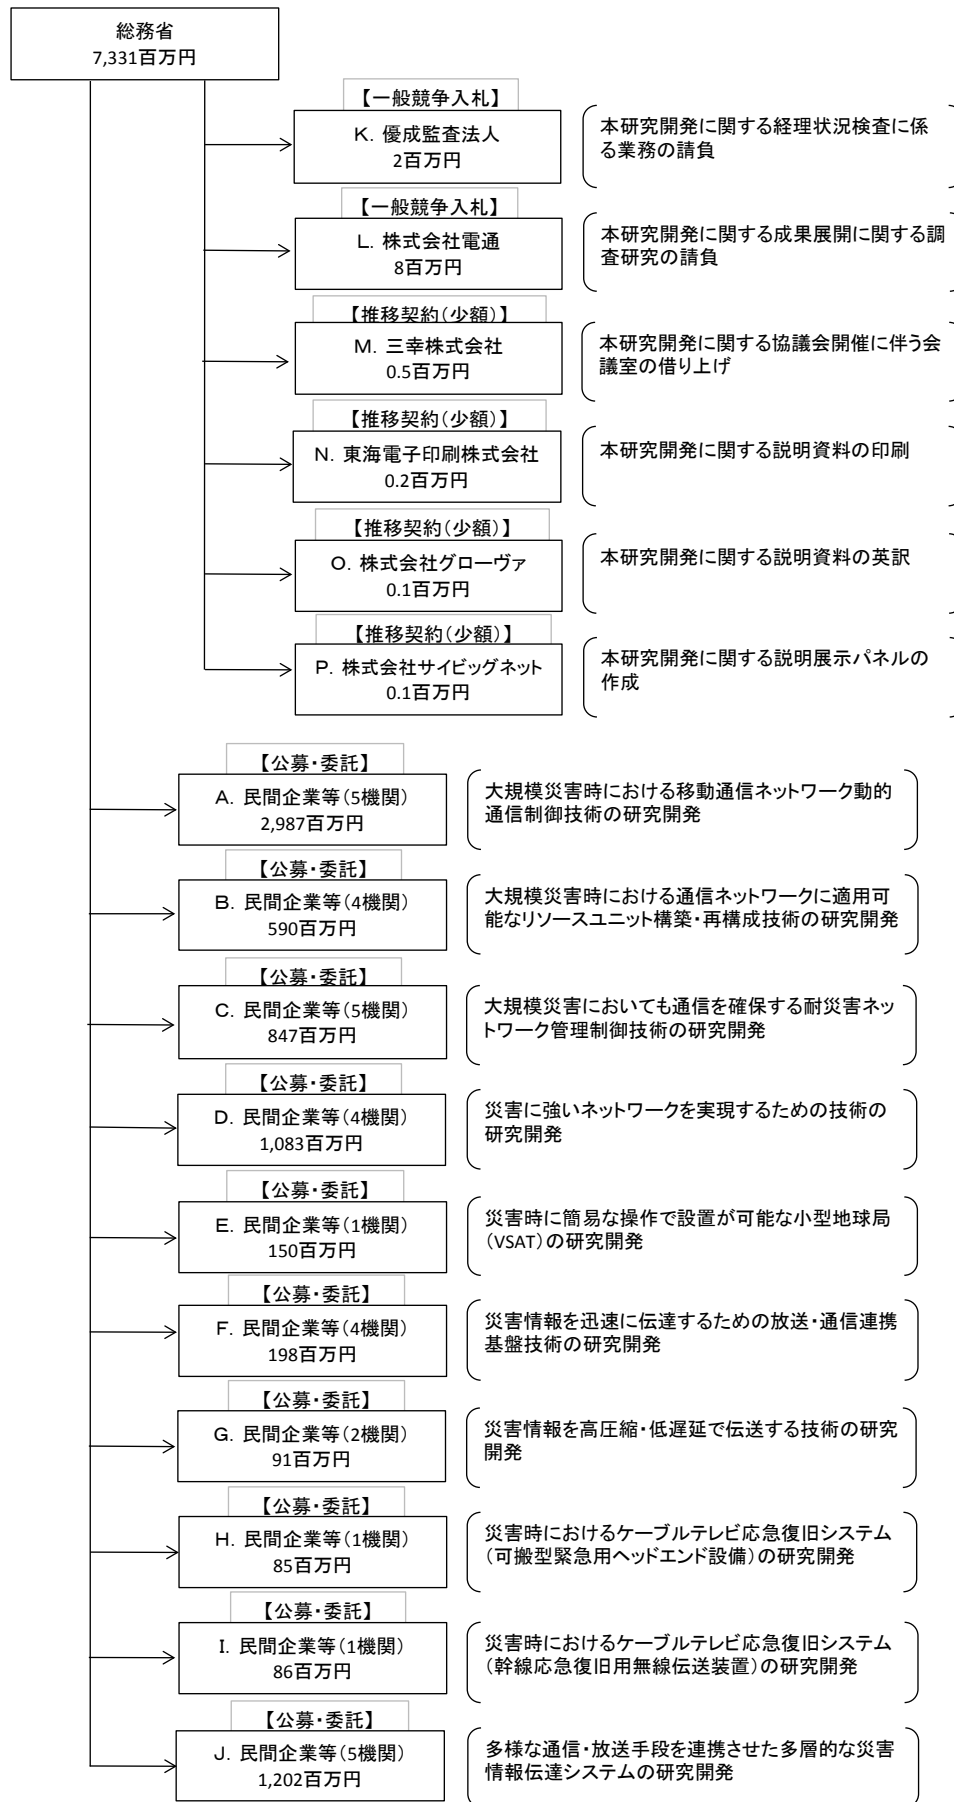 総務省
7,331百万円
【一般競争入札】
K. 優成監査法人
2百万円
本研究開発に関する経理状況検査に係
る業務の請負
【一般競争入札】
L. 株式会社電通
8百万円
本研究開発に関する成果展開に関する調
査研究の請負
【推移契約(少額)】
M. 三幸株式会社
0.5百万円
本研究開発に関する協議会開催に伴う会
議室の借り上げ
【推移契約(少額)】
N. 東海電子印刷株式会社
0.2百万円
本研究開発に関する説明資料の印刷
【推移契約(少額)】
O. 株式会社グローヴァ
0.1百万円
本研究開発に関する説明資料の英訳
【推移契約(少額)】
P. 株式会社サイビッグネット
0.1百万円
本研究開発に関する説明展示パネルの
作成
【公募・委託】
A. 民間企業等(5機関)
2,987百万円
大規模災害時における移動通信ネットワーク動的
通信制御技術の研究開発
【公募・委託】
B. 民間企業等(4機関)
590百万円
大規模災害時における通信ネットワークに適用可
能なリソースユニット構築・再構成技術の研究開発
【公募・委託】
C. 民間企業等(5機関)
847百万円
大規模災害においても通信を確保する耐災害ネッ
トワーク管理制御技術の研究開発
【公募・委託】
D. 民間企業等(4機関)
1,083百万円
災害に強いネットワークを実現するための技術の
研究開発
【公募・委託】
E. 民間企業等(1機関)
150百万円
災害時に簡易な操作で設置が可能な小型地球局
(VSAT)の研究開発
【公募・委託】
F. 民間企業等(4機関)
198百万円
災害情報を迅速に伝達するための放送・通信連携
基盤技術の研究開発
【公募・委託】
G. 民間企業等(2機関)
91百万円
災害情報を高圧縮・低遅延で伝送する技術の研究
開発
【公募・委託】
H. 民間企業等(1機関)
85百万円
災害時におけるケーブルテレビ応急復旧システム
(可搬型緊急用ヘッドエンド設備)の研究開発
【公募・委託】
I. 民間企業等(1機関)
86百万円
災害時におけるケーブルテレビ応急復旧システム
(幹線応急復旧用無線伝送装置)の研究開発
【公募・委託】
J. 民間企業等(5機関)
1,202百万円
多様な通信・放送手段を連携させた多層的な災害
情報伝達システムの研究開発